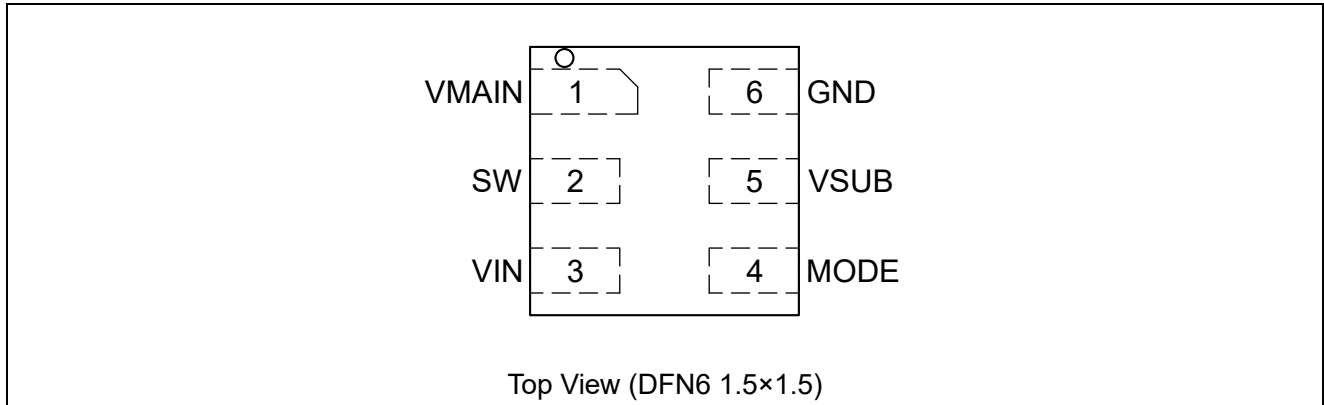 VMAIN 1 6 GND
SW 2 5 VSUB
VIN 3 4 MODE
Top View (DFN6 1.5×1.5)